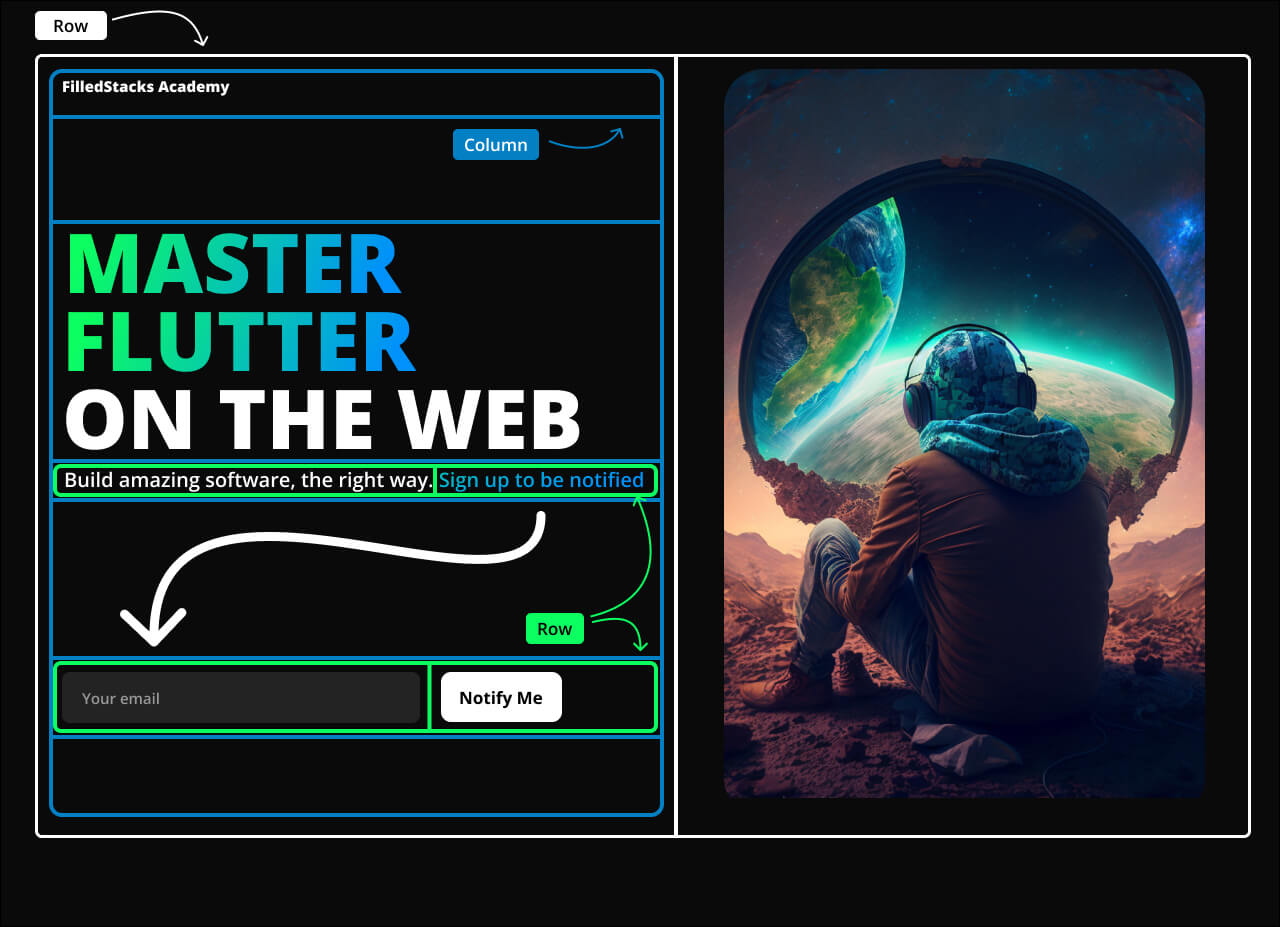 Row
FilledStacks Academy
Column
MASTER
FLUTTER
ON THE WEB
Build amazing software, the right way. Sign up to be notified
Row
Your email
Notify Me